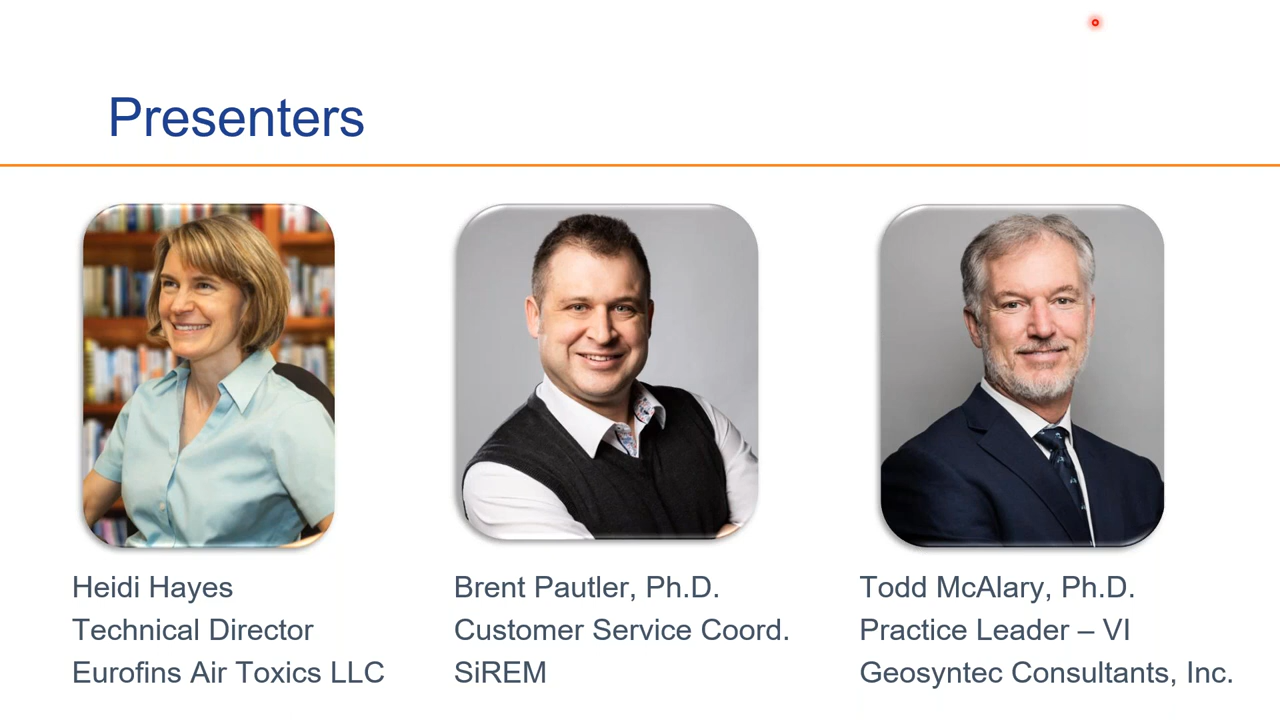 Presenters
Heidi Hayes
Technical Director
Eurofins Air Toxics LLC
Brent Pautler, Ph.D.
Customer Service Coord.
SiREM
Todd McAlary, Ph.D.
Practice Leader – VI
Geosyntec Consultants, Inc.